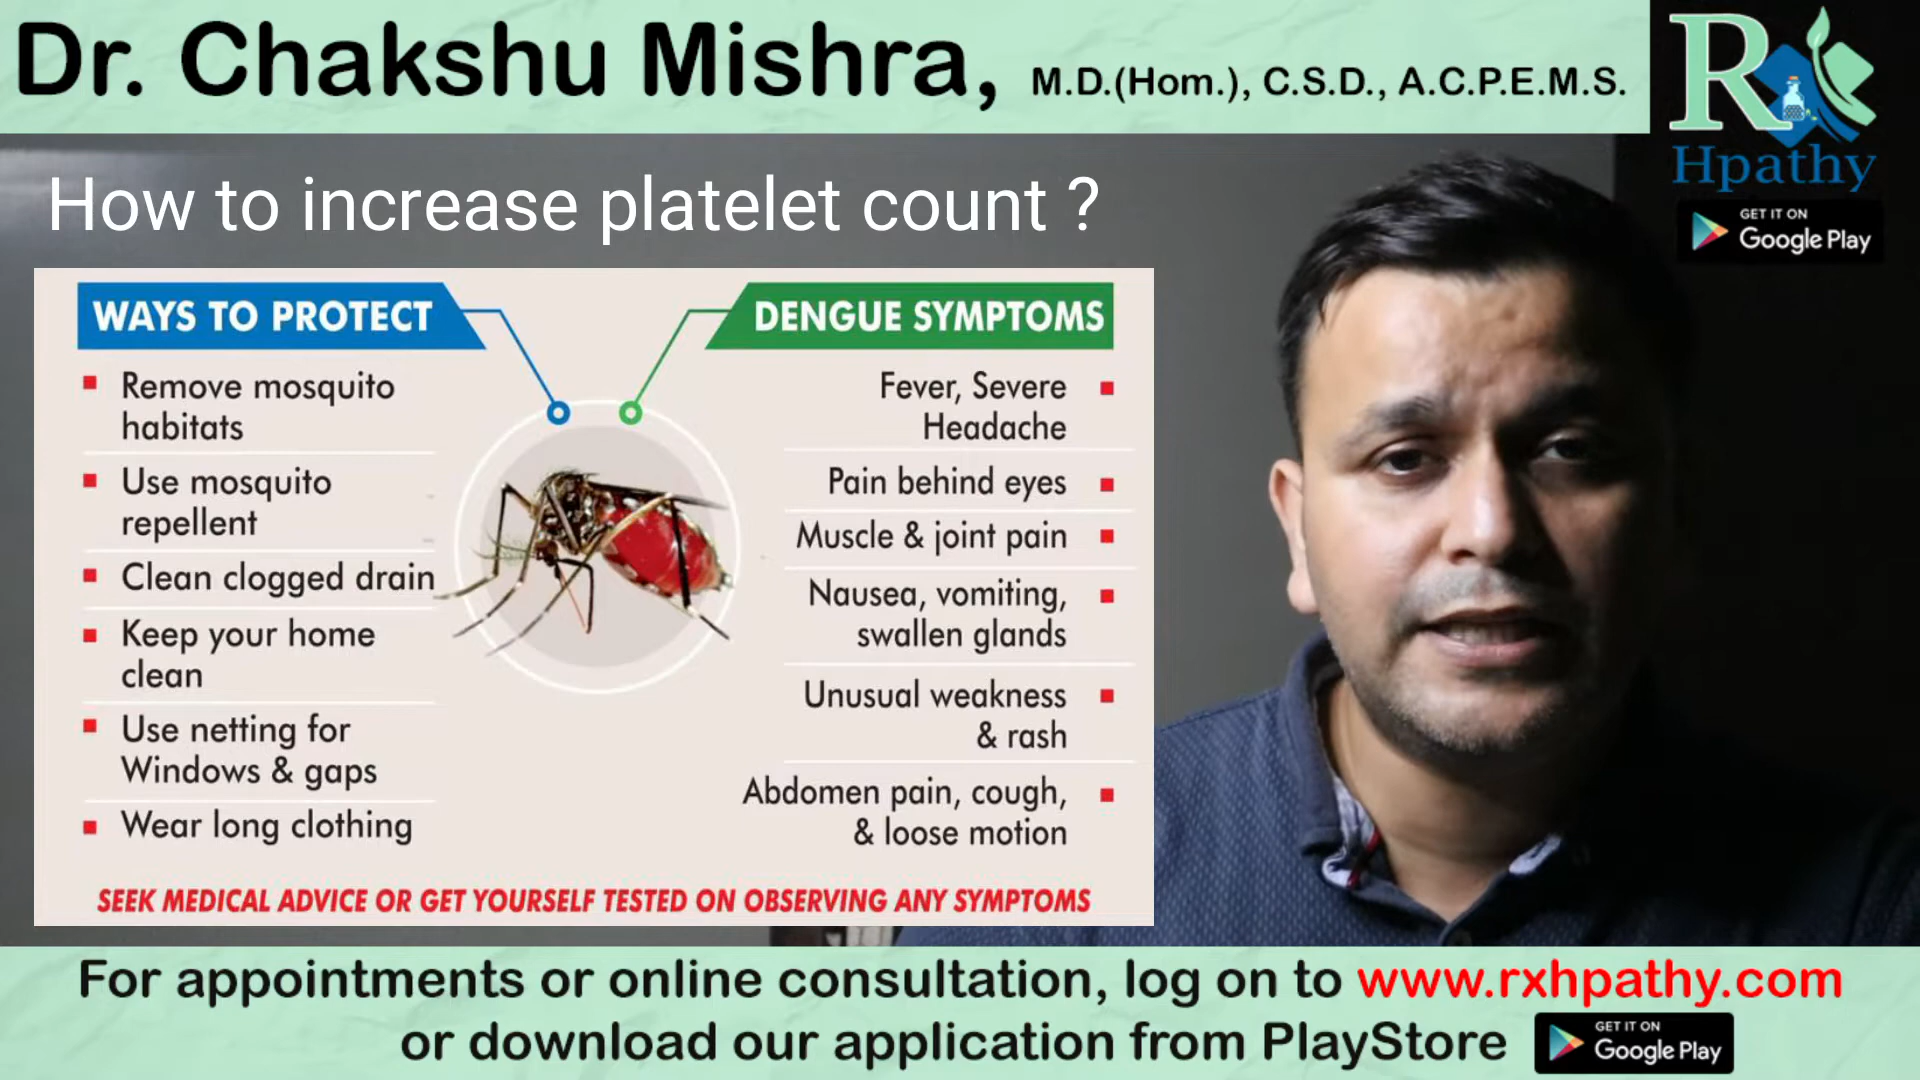 Dr. Chakshu Mishra, M.D.(Hom.), C.S.D., A.C.P.E.M.S.
Rx
Hpathy
GET IT ON
Google Play
How to increase platelet count ?
WAYS TO PROTECT
Remove mosquito
habitats
Use mosquito
repellent
Clean clogged drain
Keep your home
clean
Use netting for
Windows & gaps
Wear long clothing
DENGUE SYMPTOMS
Fever, Severe
Headache
Pain behind eyes
Muscle & joint pain
Nausea, vomiting,
swallen glands
Unusual weakness
& rash
Abdomen pain, cough,
& loose motion
SEEK MEDICAL ADVICE OR GET YOURSELF TESTED ON OBSERVING ANY SYMPTOMS
For appointments or online consultation, log on to www.rxhpathy.com
or download our application from PlayStore
GET IT ON
Google Play